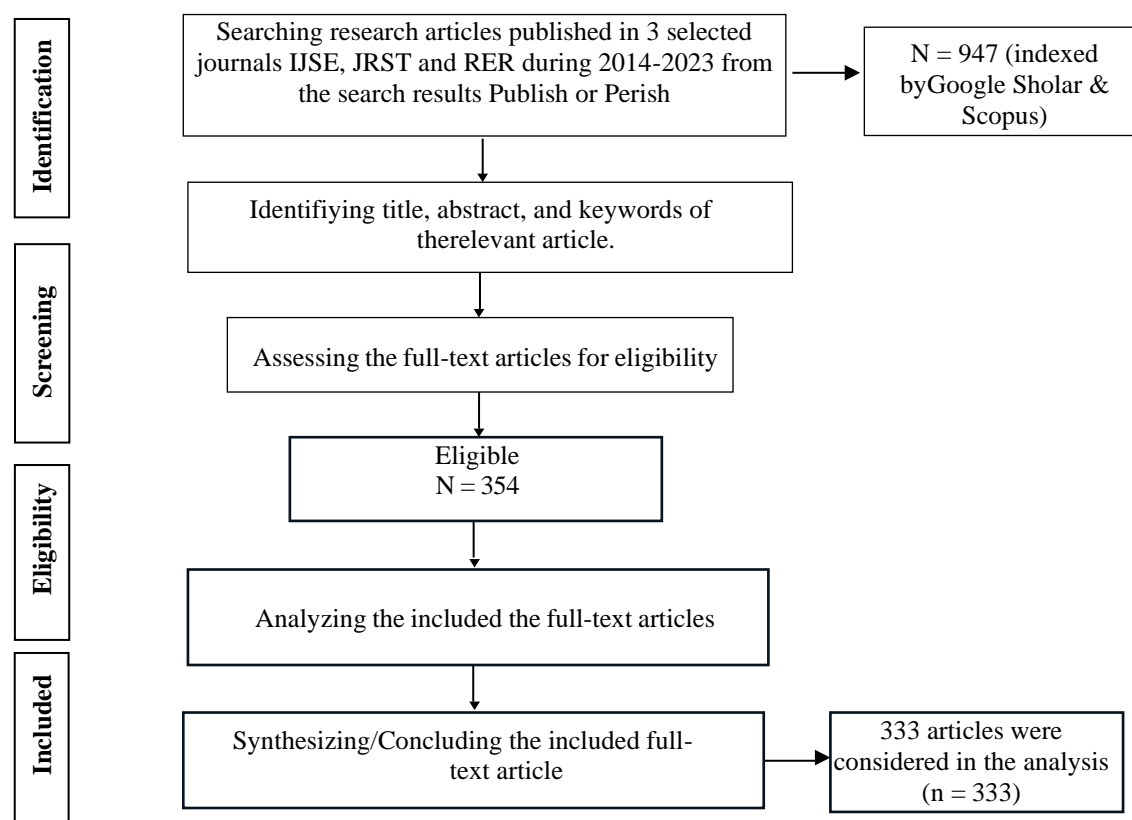 Identification
Searching research articles published in 3 selected
journals IJSE, JRST and RER during 2014-2023 from
the search results Publish or Perish
N = 947 (indexed
byGoogle Sholar &
Scopus)
Identifiying title, abstract, and keywords of
therelevant article.
Screening
Assessing the full-text articles for eligibility
Eligible
N = 354
Eligibility
Analyzing the included the full-text articles
Included
Synthesizing/Concluding the included full-
text article
333 articles were
considered in the analysis
(n = 333)